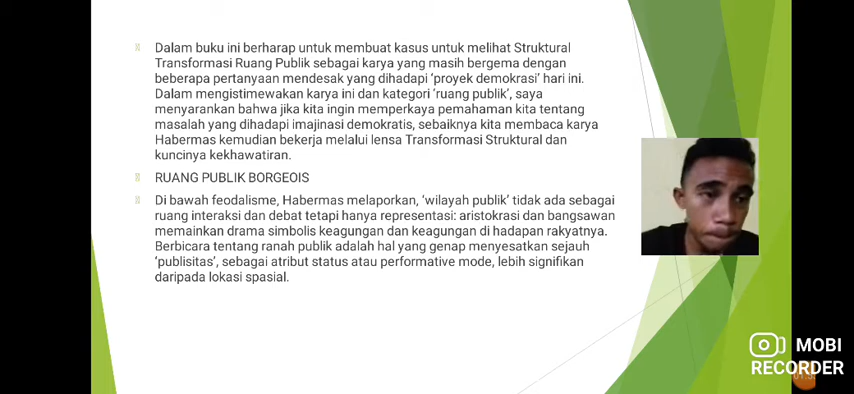 Dalam buku ini berharap untuk membuat kasus untuk melihat Struktural
Transformasi Ruang Publik sebagai karya yang masih bergema dengan
beberapa pertanyaan mendesak yang dihadapi 'proyek demokrasi' hari ini.
Dalam mengistimewakan karya ini dan kategori 'ruang publik', saya
menyarankan bahwa jika kita ingin memperkaya pemahaman kita tentang
masalah yang dihadapi imajinasi demokratis, sebaiknya kita membaca karya
Habermas kemudian bekerja melalui lensa Transformasi Struktural dan
kuncinya kekhawatiran.
RUANG PUBLIK BORGEOIS
Di bawah feodalisme, Habermas melaporkan, 'wilayah publik' tidak ada sebagai
ruang interaksi dan debat tetapi hanya representasi: aristokrasi dan bangsawan
memainkan drama simbolis keagungan dan keagungan di hadapan rakyatnya.
Berbicara tentang ranah publik adalah hal yang genap menyesatkan sejauh
'publisitas', sebagai atribut status atau performative mode, lebih signifikan
daripada lokasi spasial.
MOBI
RECORDER